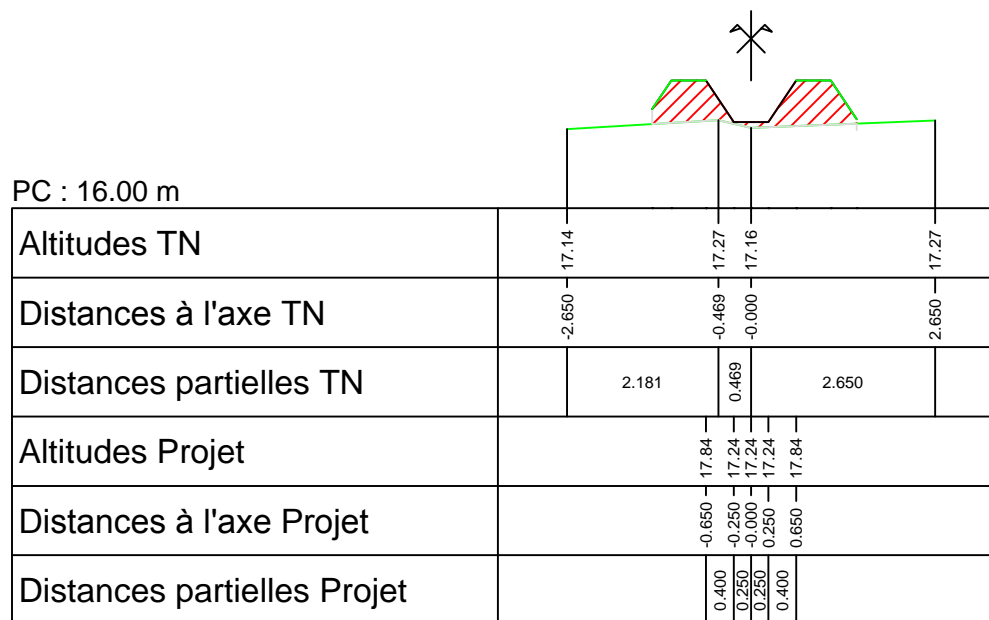 PC : 16.00 m
Altitudes TN
17.14 17.27 17.16 17.27
Distances à l'axe TN
-2.650 -0.469 -0.000 2.650
Distances partielles TN
2.181 0.469 2.650
Altitudes Projet
17.84 17.24 17.24 17.24 17.84
Distances à l'axe Projet
-0.650 -0.250 -0.000 0.250 0.650
Distances partielles Projet
0.400 0.250 0.250 0.400